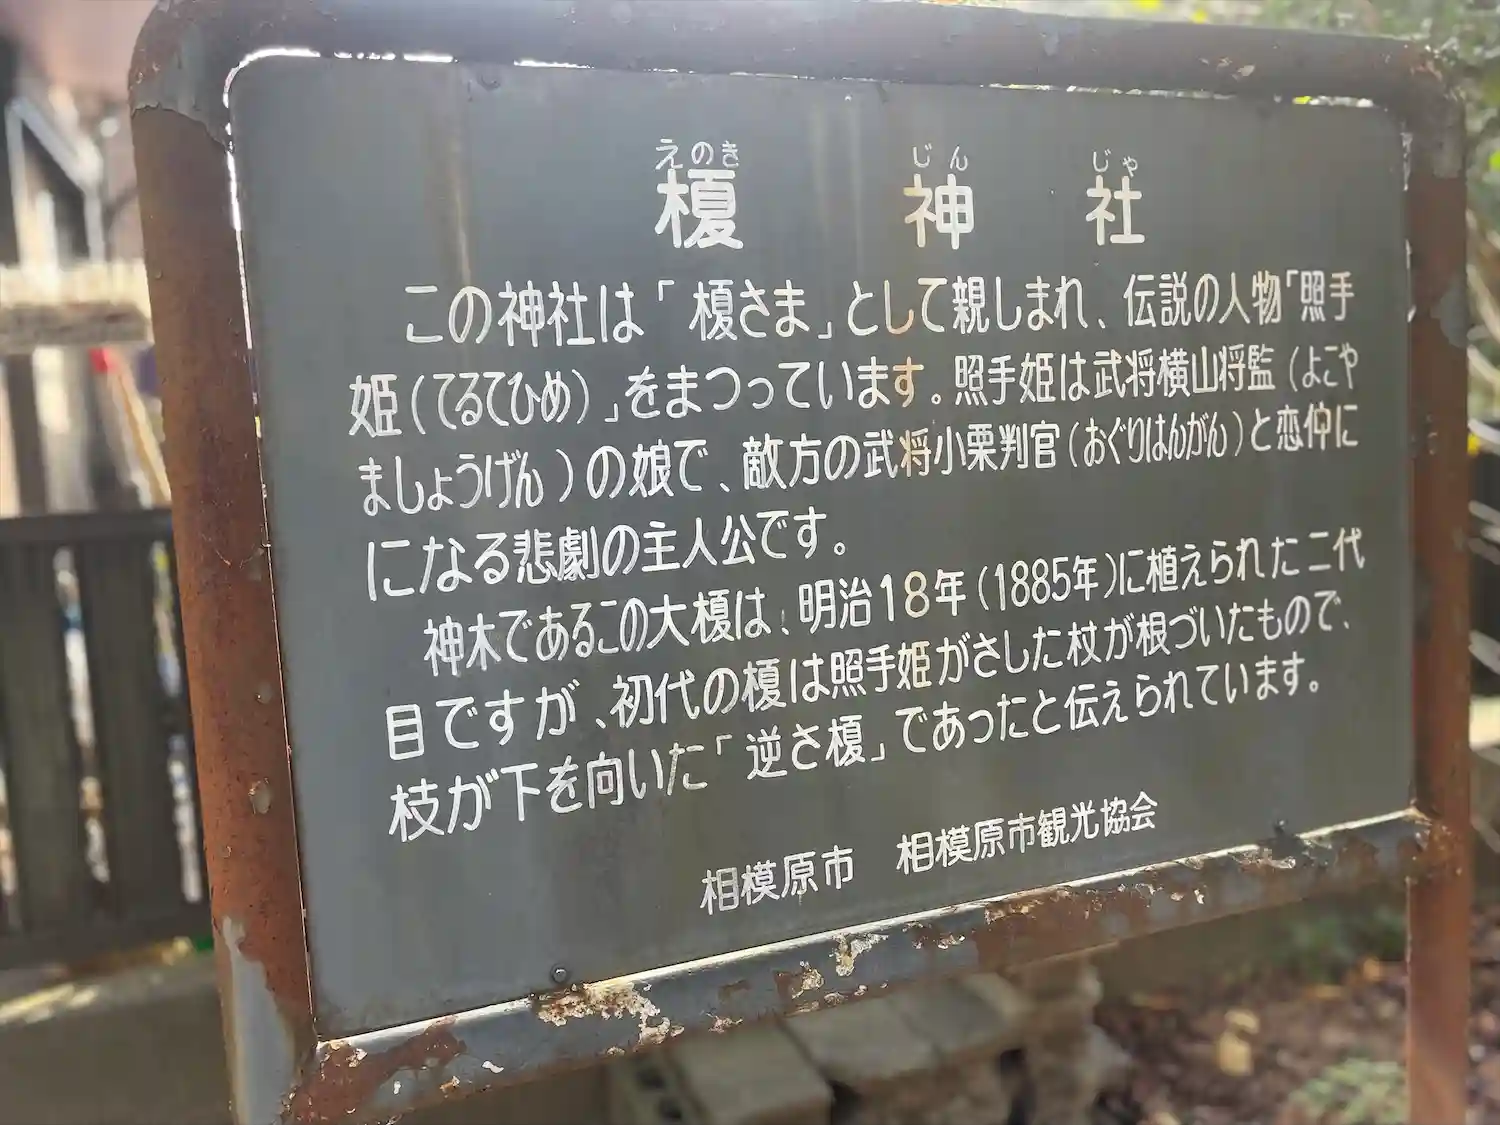 えのき じん じゃ
榎 神 社
この神社は「榎さま」として親しまれ、伝説の人物「照手
姫(てるてひめ)」をまつっています。照手姫は武将横山将監(よこや
ましょうげん)の娘で、敵方の武将小栗判官(おぐりはんがん)と恋仲に
になる悲劇の主人公です。
神木であるこの大榎は、明治18年(1885年)に植えられた二代
目ですが、初代の榎は照手姫がさした杖が根づいたもので、
枝が下を向いた「逆さ榎」であったと伝えられています。
相模原市 相模原市観光協会